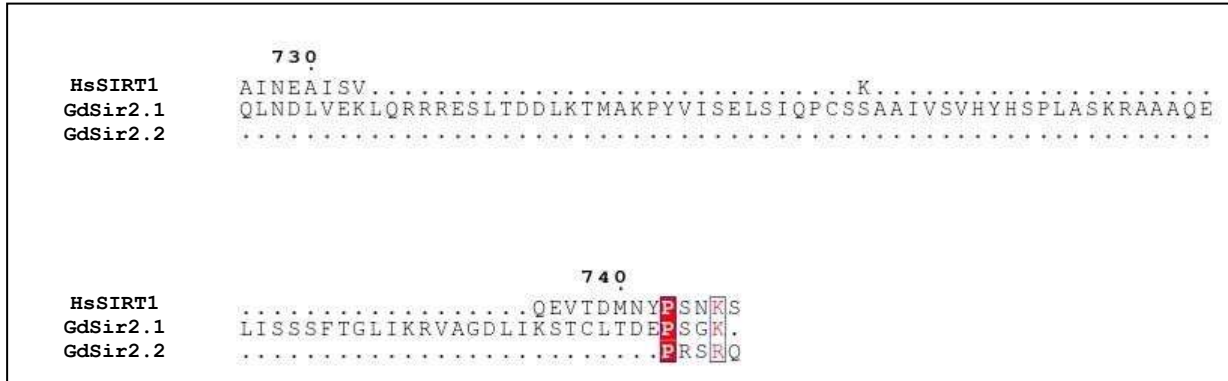 730
HsSIRT1 AINEAISV..............................K.....................
GdSir2.1 QLNDLVEKLQRRRESLTDDLKTMAKPYVISELSIQPCSSAAIVSVHYHSPLASKRAAAQE
GdSir2.2 ............................................................
740
HsSIRT1 ..................QEVTDMNYPSNKS
GdSir2.1 LISSSFTGLIKRVAGDLIKSTCLTDEPSGK.
GdSir2.2 ..........................PRSRQ